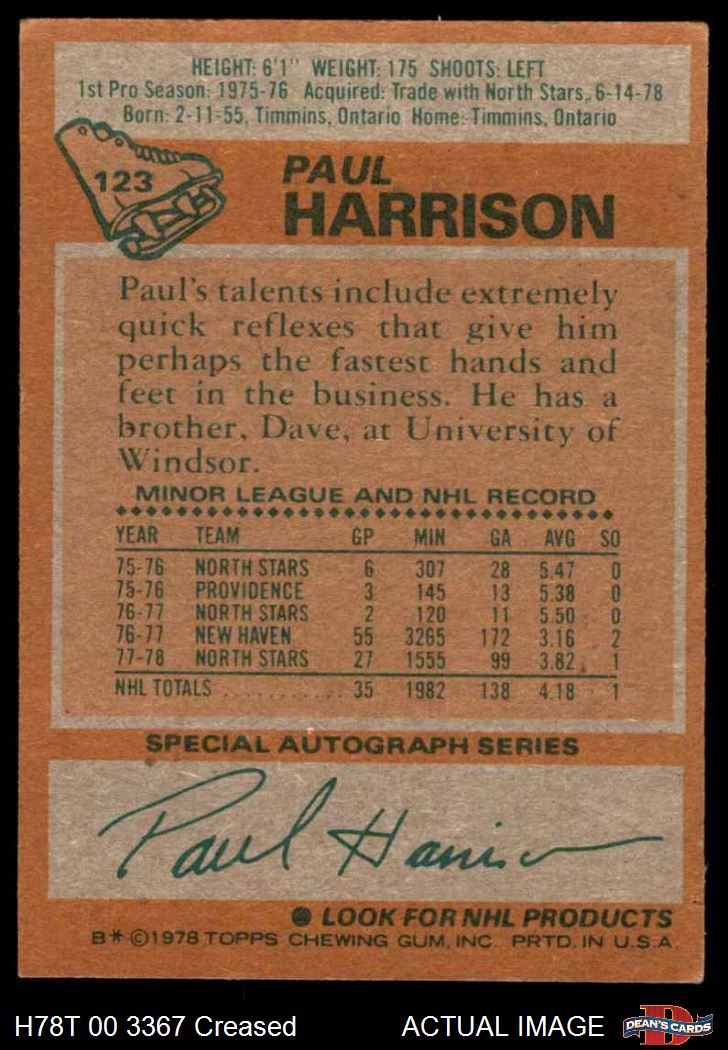 HEIGHT: 6'1" WEIGHT: 175 SHOOTS: LEFT
1st Pro Season: 1975-76 Acquired: Trade with North Stars, 6-14-78
Born: 2-11-55, Timmins, Ontario Home: Timmins, Ontario
123
PAUL
HARRISON
Paul's talents include extremely
quick reflexes that give him
perhaps the fastest hands and
feet in the business. He has a
brother, Dave, at University of
Windsor.
MINOR LEAGUE AND NHL RECORD
YEAR TEAM GP MIN GA AVG SO
75-76 NORTH STARS 6 307 28 5.47 0
75-76 PROVIDENCE 3 145 13 5.38 0
76-77 NORTH STARS 2 120 11 5.50 0
76-77 NEW HAVEN 55 3265 172 3.16 2
77-78 NORTH STARS 27 1555 99 3.82 1
NHL TOTALS .......... 35 1982 138 4.18 1
SPECIAL AUTOGRAPH SERIES
Paul Harrison
LOOK FOR NHL PRODUCTS
B* ©1978 TOPPS CHEWING GUM, INC. PRTD. IN U.S.A.
H78T 00 3367 Creased ACTUAL IMAGE
D
DEAN'S CARDS